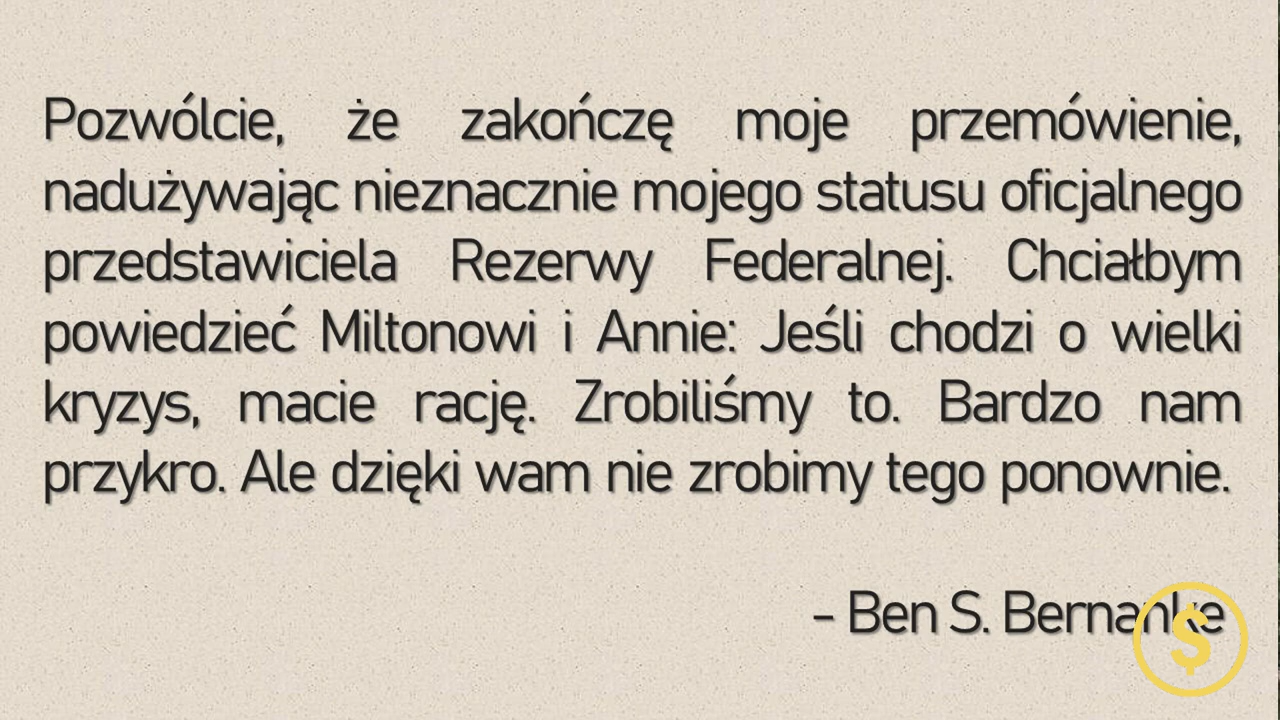 Pozwólcie, że zakończę moje przemówienie,
nadużywając nieznacznie mojego statusu oficjalnego
przedstawiciela Rezerwy Federalnej. Chciałbym
powiedzieć Miltonowi i Annie: Jeśli chodzi o wielki
kryzys, macie rację. Zrobiliśmy to. Bardzo nam
przykro. Ale dzięki wam nie zrobimy tego ponownie.
- Ben S. Bernanke
$